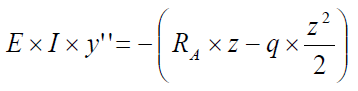 E × I × y'' = −(R_A × z − q × z²/2)